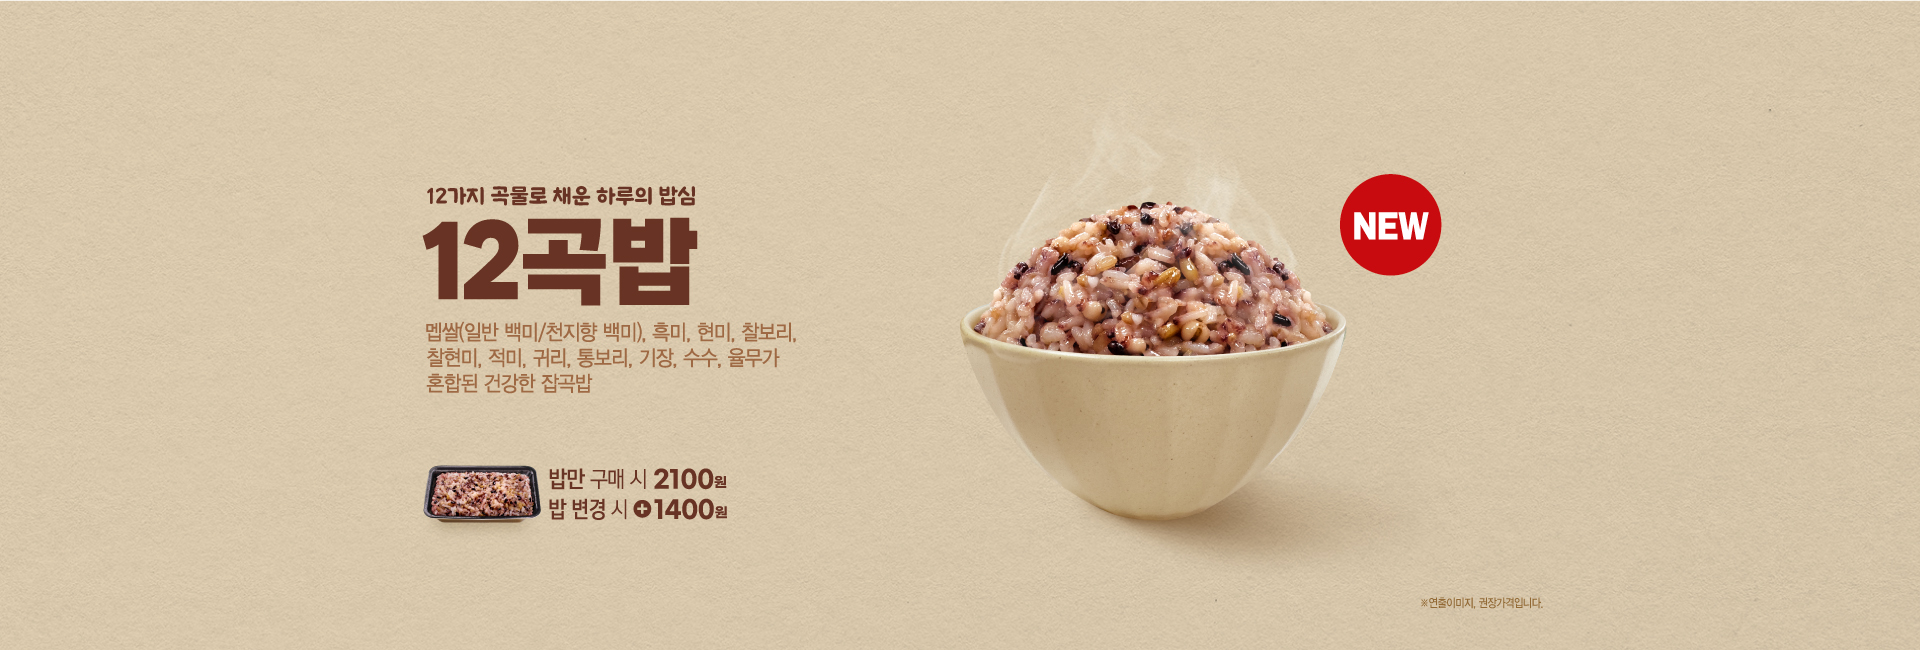 12가지 곡물로 채운 하루의 밥심
12곡밥
멥쌀(일반 백미/천지향 백미), 흑미, 현미, 찰보리,
찰현미, 적미, 귀리, 통보리, 기장, 수수, 율무가
혼합된 건강한 잡곡밥
밥만 구매 시 2100원
밥 변경 시 +1400원
NEW
※연출이미지, 권장가격입니다.